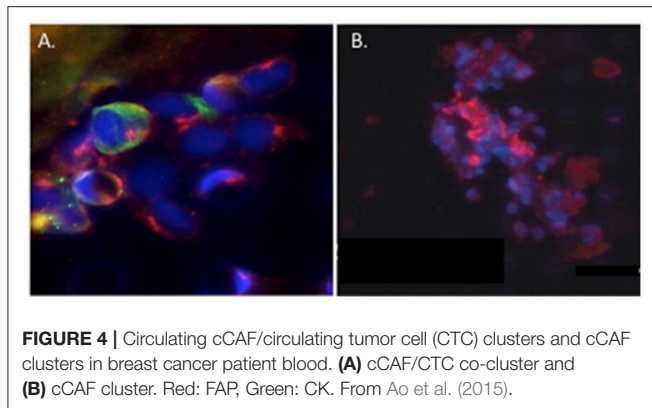 A.
B.
FIGURE 4 | Circulating cCAF/circulating tumor cell (CTC) clusters and cCAF
clusters in breast cancer patient blood. (A) cCAF/CTC co-cluster and
(B) cCAF cluster. Red: FAP, Green: CK. From Ao et al. (2015).